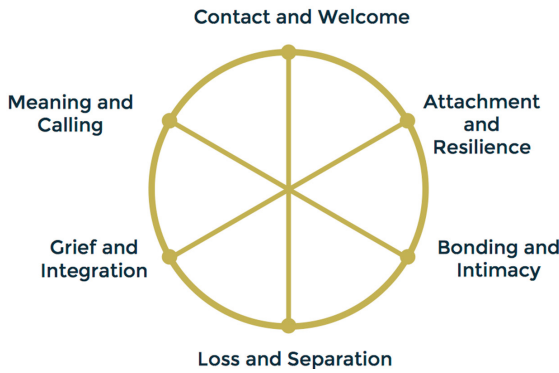 Contact and Welcome
Attachment
and
Resilience
Bonding and
Intimacy
Loss and Separation
Grief and
Integration
Meaning and
Calling